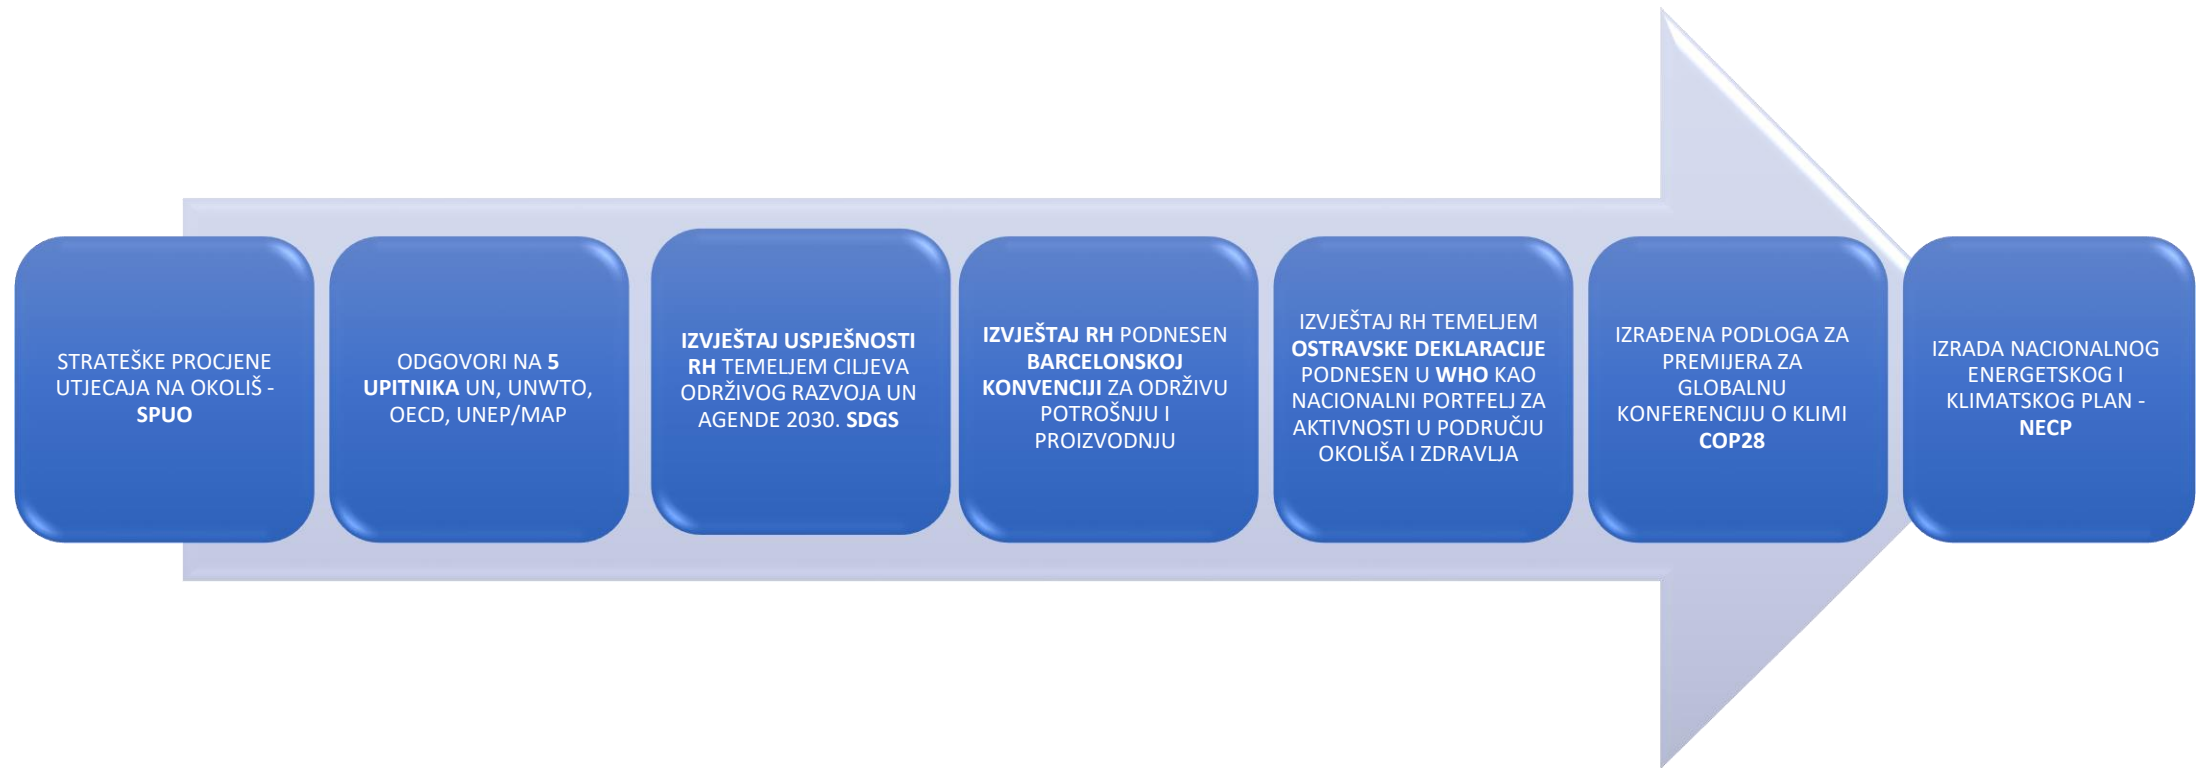 STRATEŠKE PROCJENE
UTJECAJA NA OKOLIŠ -
SPUO
ODGOVORI NA 5
UPITNIKA UN, UNWTO,
OECD, UNEP/MAP
IZVJEŠTAJ USPJEŠNOSTI
RH TEMELJEM CILJEVA
ODRŽIVOG RAZVOJA UN
AGENDE 2030. SDGS
IZVJEŠTAJ RH PODNESEN
BARCELONSKOJ
KONVENCIJI ZA ODRŽIVU
POTROŠNJU I
PROIZVODNJU
IZVJEŠTAJ RH TEMELJEM
OSTRAVSKE DEKLARACIJE
PODNESEN U WHO KAO
NACIONALNI PORTFELJ ZA
AKTIVNOSTI U PODRUČJU
OKOLIŠA I ZDRAVLJA
IZRAĐENA PODLOGA ZA
PREMIJERA ZA
GLOBALNU
KONFERENCIJU O KLIMI
COP28
IZRADA NACIONALNOG
ENERGETSKOG I
KLIMATSKOG PLAN -
NECP